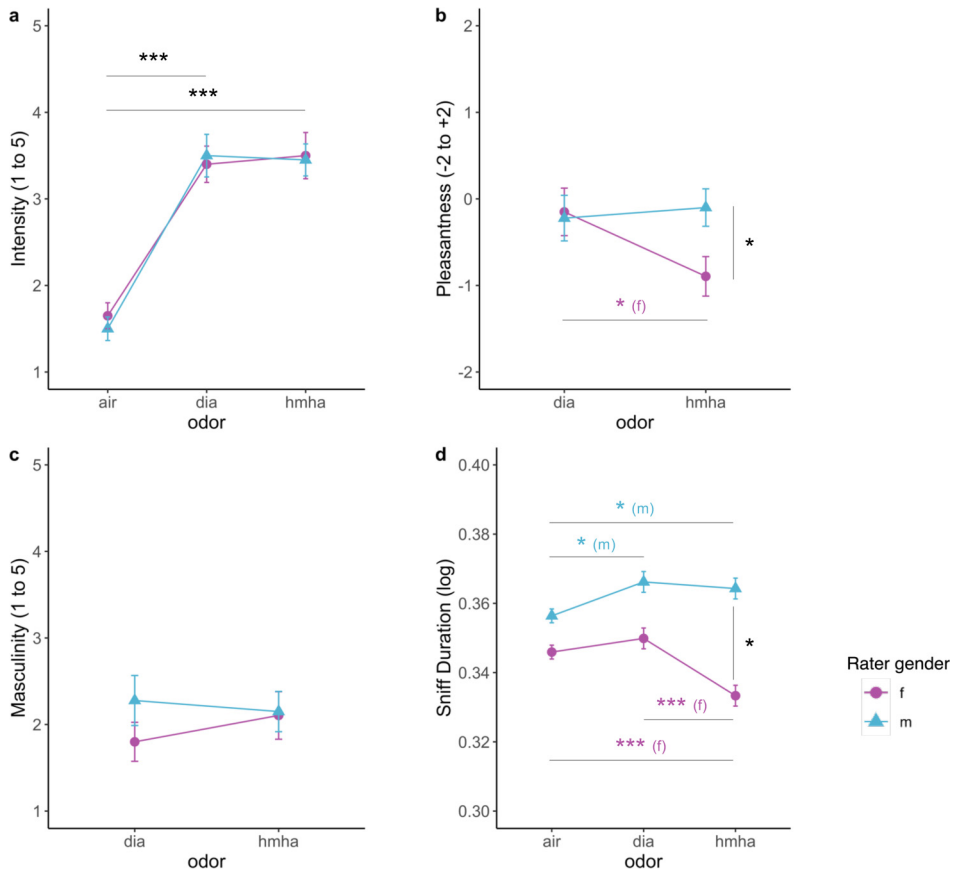 a
5
4
3
2
1
Intensity (1 to 5)
***
***
air dia hmha
odor
b
1
0
-1
-2
Pleasantness (-2 to +2)
*
* (f)
dia hmha
odor
c
5
4
3
2
1
Masculinity (1 to 5)
dia hmha
odor
d
0.40
0.38
0.36
0.34
0.32
0.30
Sniff Duration (log)
* (m)
* (m)
*
*** (f)
*** (f)
air dia hmha
odor
Rater gender
f
m